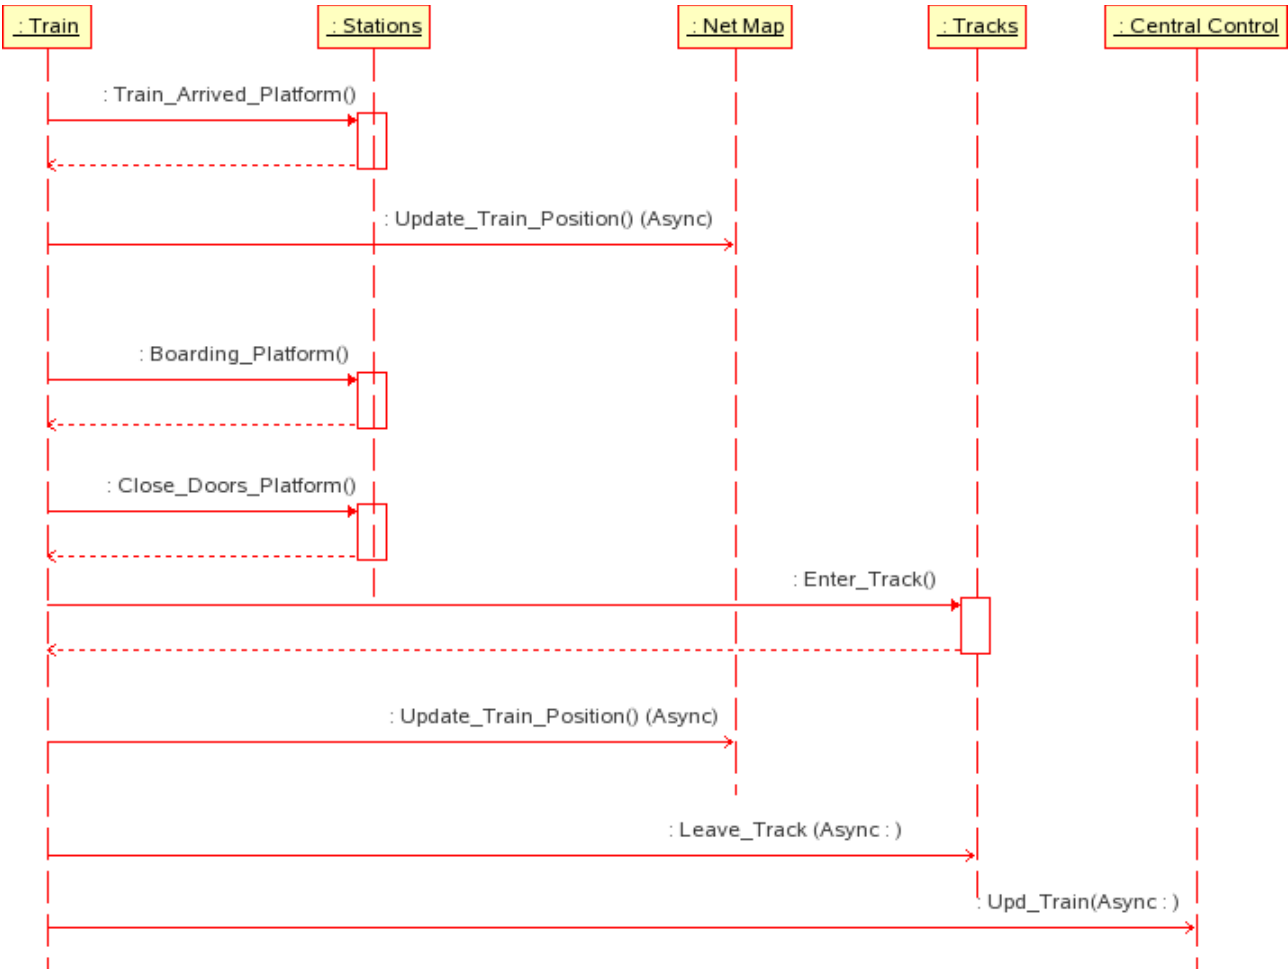 : Train
: Stations
: Net Map
: Tracks
: Central Control
: Train_Arrived_Platform()
: Update_Train_Position() (Async)
: Boarding_Platform()
: Close_Doors_Platform()
: Enter_Track()
: Update_Train_Position() (Async)
: Leave_Track (Async : )
: Upd_Train(Async : )